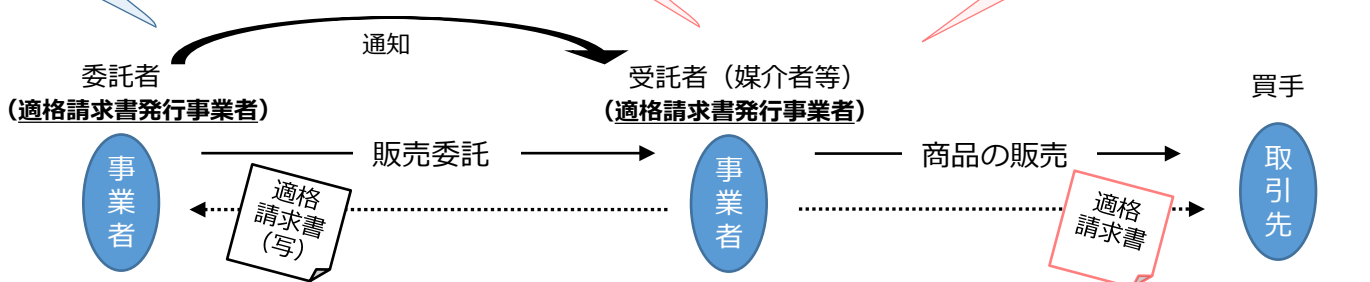 通知
委託者
（適格請求書発行事業者）
受託者（媒介者等）
（適格請求書発行事業者）
買手
事業者
販売委託
事業者
商品の販売
取引先
適格
請求書
（写）
適格
請求書